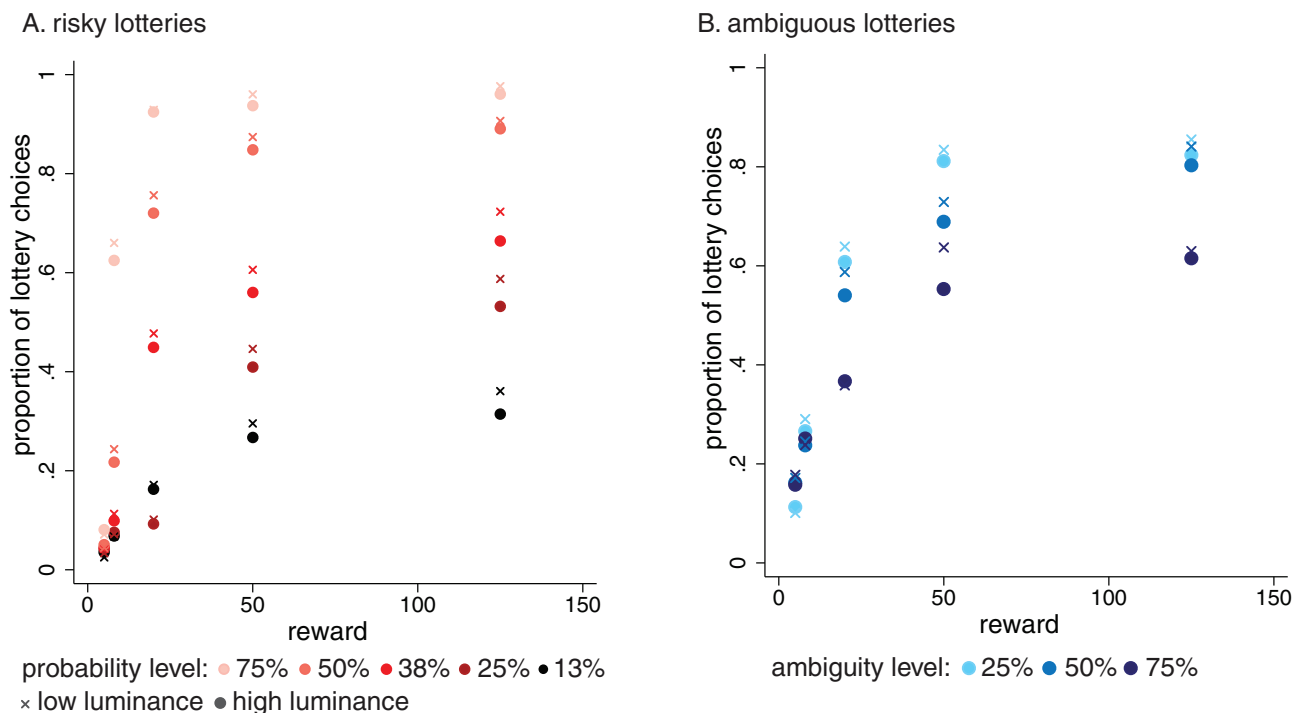 A. risky lotteries
proportion of lottery choices
1
.8
.6
.4
.2
0
0 50 100 150
reward
probability level: 75% 50% 38% 25% 13%
× low luminance ● high luminance
B. ambiguous lotteries
proportion of lottery choices
1
.8
.6
.4
.2
0
0 50 100 150
reward
ambiguity level: 25% 50% 75%